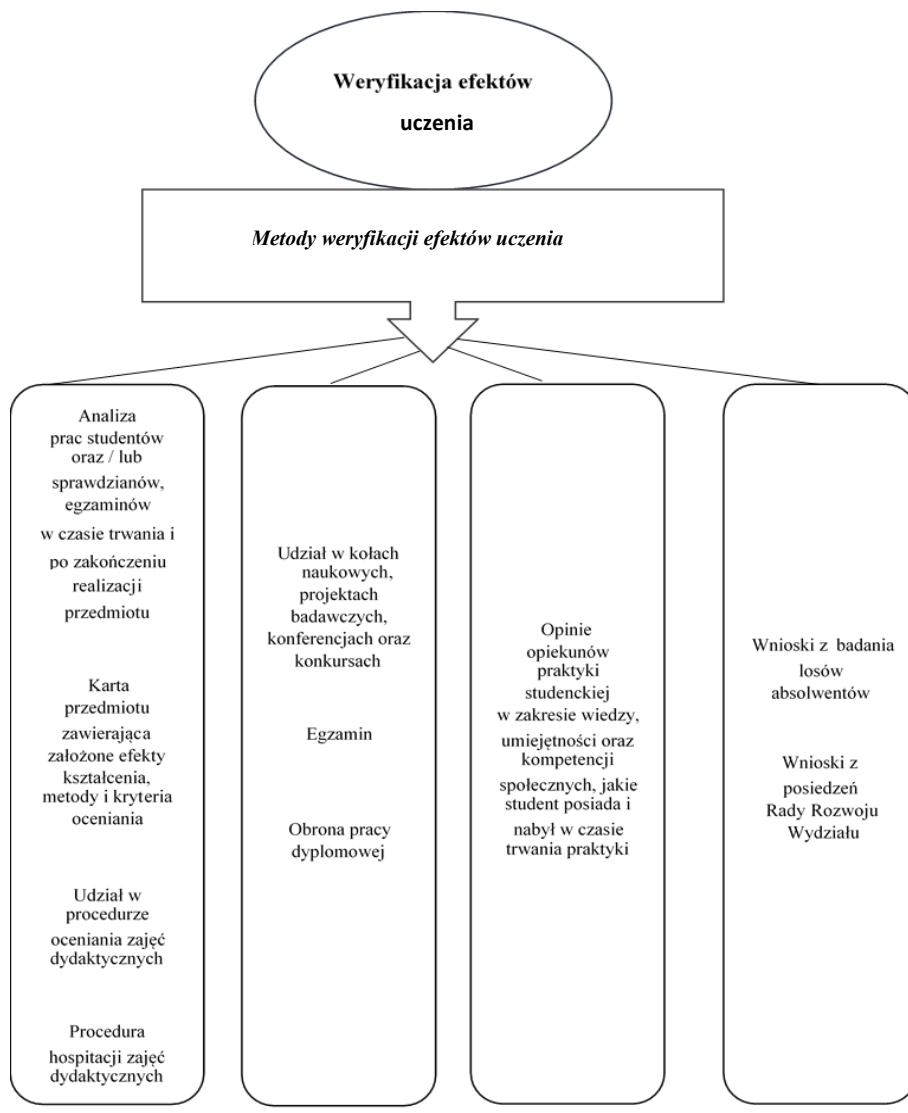 Weryfikacja efektów
uczenia
Metody weryfikacji efektów uczenia
Analiza
prac studentów
oraz / lub
sprawdzianów,
egzaminów
w czasie trwania i
po zakończeniu
realizacji
przedmiotu
Karta
przedmiotu
zawierająca
założone efekty
kształcenia,
metody i kryteria
oceniania
Udział w
procedurze
oceniania zajęć
dydaktycznych
Procedura
hospitacji zajęć
dydaktycznych
Udział w kołach
naukowych,
projektach
badawczych,
konferencjach oraz
konkursach
Egzamin
Obrona pracy
dyplomowej
Opinie
opiekunów
praktyki
studenckiej
w zakresie wiedzy,
umiejętności oraz
kompetencji
społecznych, jakie
student posiada i
nabył w czasie
trwania praktyki
Wnioski z badania
losów
absolwentów
Wnioski z
posiedzeń
Rady Rozwoju
Wydziału